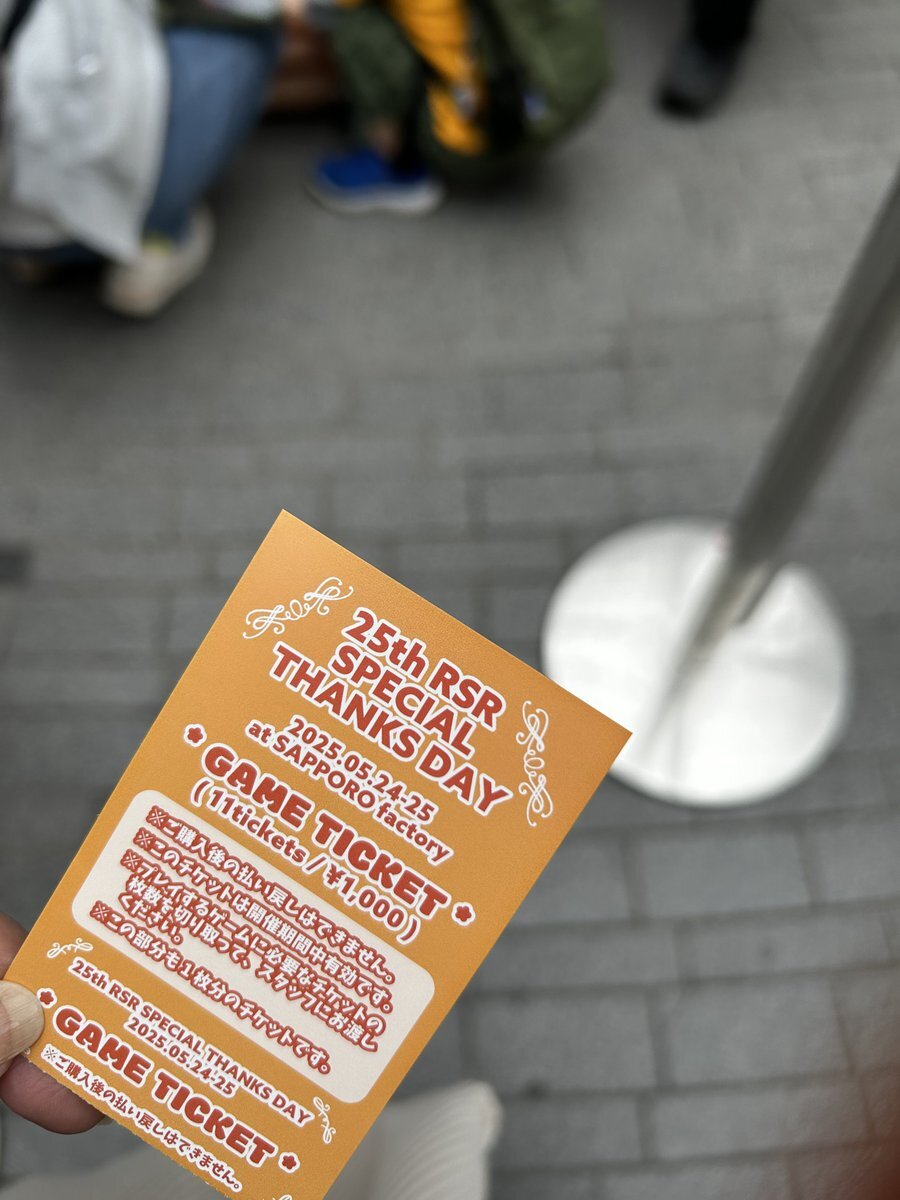 25th RSR
SPECIAL
THANKS DAY
2025.05.24-25
at SAPPORO factory
GAME TICKET
(11tickets / ¥1,000)
※ご購入後の払い戻しはできません。
※このチケットは開催期間中有効です。
※プレイするゲームに必要なチケットの
枚数を切り取って、スタッフにお渡し
ください。
※この部分も1枚分のチケットです。
25th RSR SPECIAL THANKS DAY
2025.05.24-25
GAME TICKET
※ご購入後の払い戻しはできません。